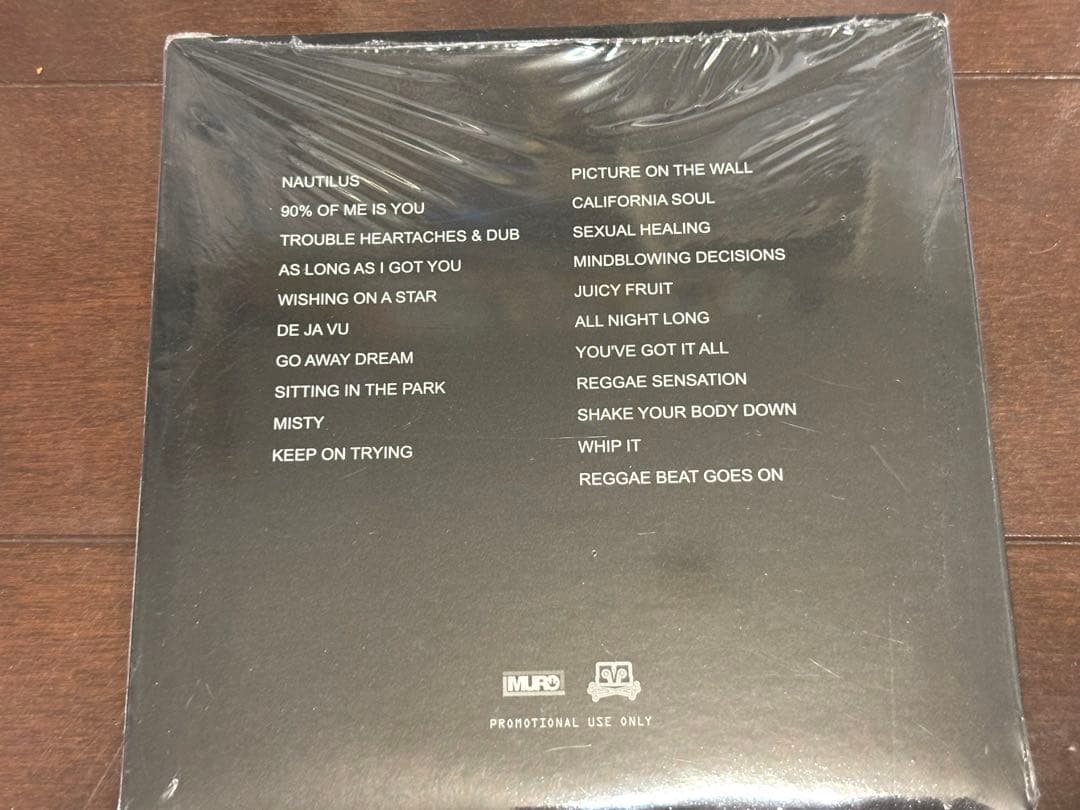 NAUTILUS
90% OF ME IS YOU
TROUBLE HEARTACHES & DUB
AS LONG AS I GOT YOU
WISHING ON A STAR
DE JA VU
GO AWAY DREAM
SITTING IN THE PARK
MISTY
KEEP ON TRYING
PICTURE ON THE WALL
CALIFORNIA SOUL
SEXUAL HEALING
MINDBLOWING DECISIONS
JUICY FRUIT
ALL NIGHT LONG
YOU'VE GOT IT ALL
REGGAE SENSATION
SHAKE YOUR BODY DOWN
WHIP IT
REGGAE BEAT GOES ON
MURO
PROMOTIONAL USE ONLY